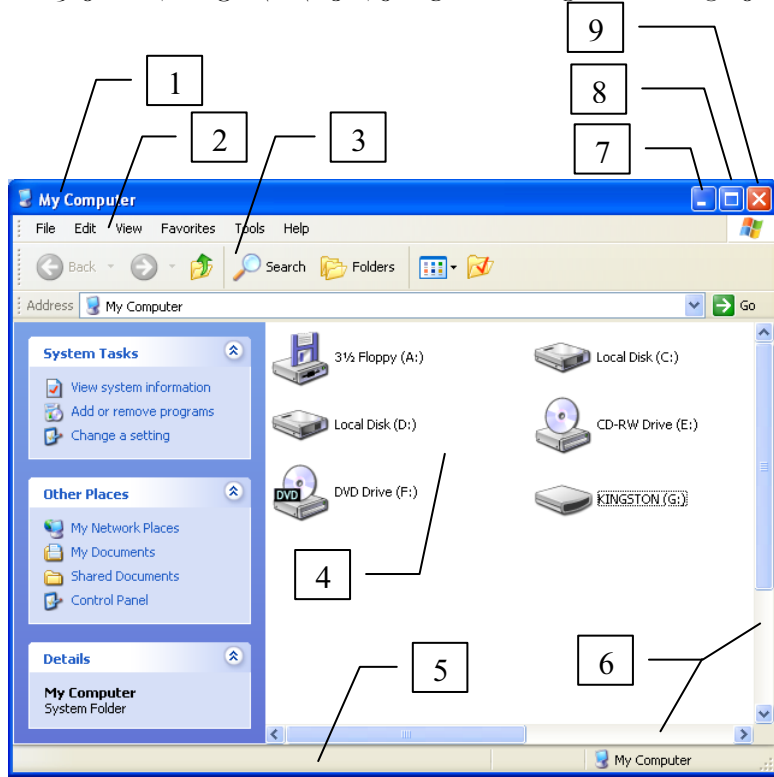 9
1
8
2
3
7
My Computer
File Edit View Favorites Tools Help
Back Search Folders
Address My Computer Go
System Tasks
View system information
Add or remove programs
Change a setting
3½ Floppy (A:) Local Disk (C:)
Local Disk (D:) CD-RW Drive (E:)
DVD DVD Drive (F:) KINGSTON (G:)
Other Places
My Network Places
My Documents
Shared Documents
Control Panel
4
Details
My Computer
System Folder
5
6
My Computer